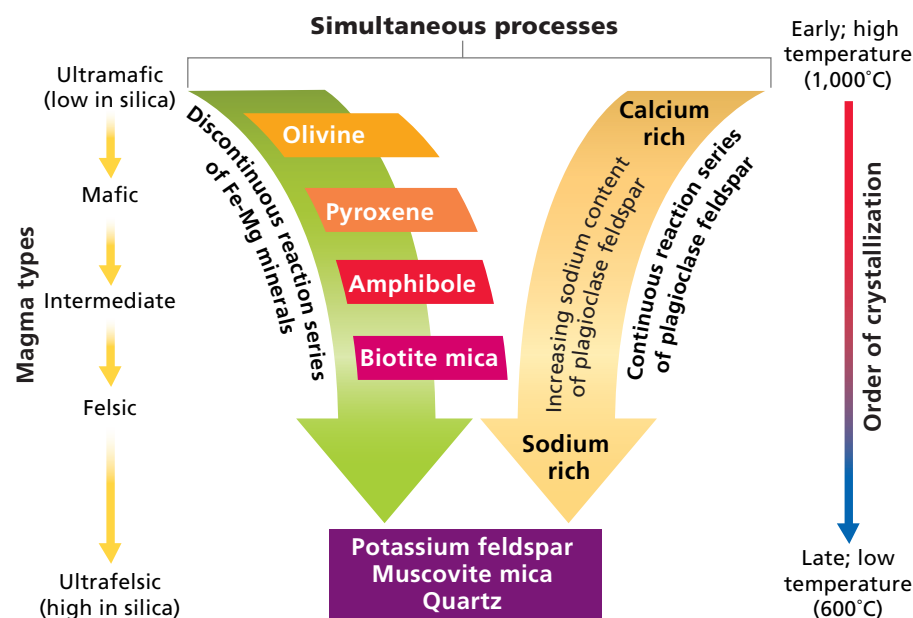 Simultaneous processes
Ultramafic
(low in silica)
Mafic
Intermediate
Felsic
Ultrafelsic
(high in silica)
Magma types
Discontinuous reaction series
of Fe-Mg minerals
Olivine
Pyroxene
Amphibole
Biotite mica
Calcium
rich
Increasing sodium content
of plagioclase feldspar
Continuous reaction series
of plagioclase feldspar
Sodium
rich
Potassium feldspar
Muscovite mica
Quartz
Early; high
temperature
(1,000˚C)
Order of crystallization
Late; low
temperature
(600˚C)